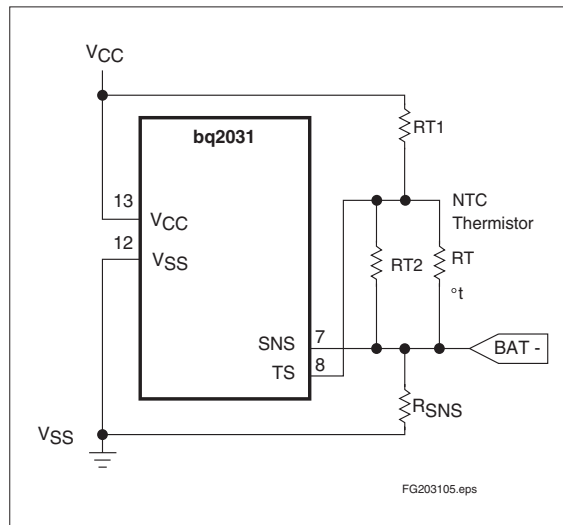 VCC
bq2031
RT1
13
VCC
NTC
Thermistor
12
VSS
RT2
RT
°t
SNS
7
BAT -
TS
8
RSNS
VSS
FG203105.eps